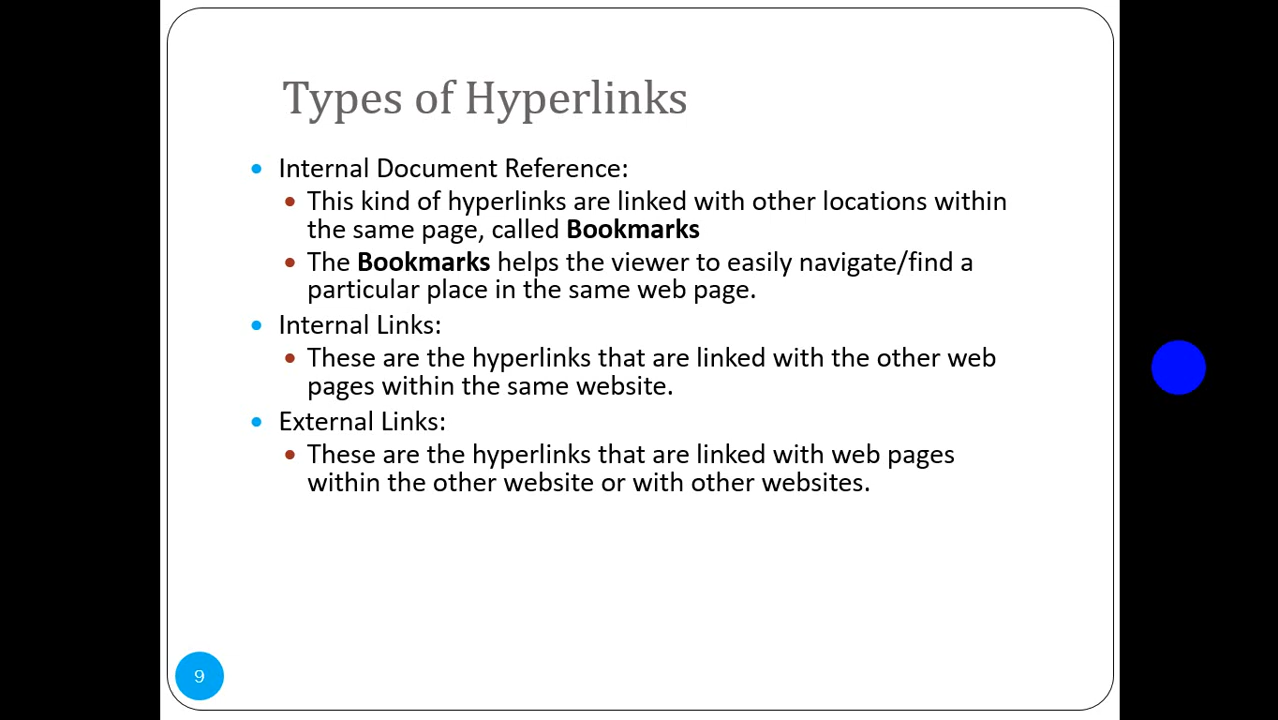 Types of Hyperlinks
Internal Document Reference:
This kind of hyperlinks are linked with other locations within
the same page, called Bookmarks
The Bookmarks helps the viewer to easily navigate/find a
particular place in the same web page.
Internal Links:
These are the hyperlinks that are linked with the other web
pages within the same website.
External Links:
These are the hyperlinks that are linked with web pages
within the other website or with other websites.
9